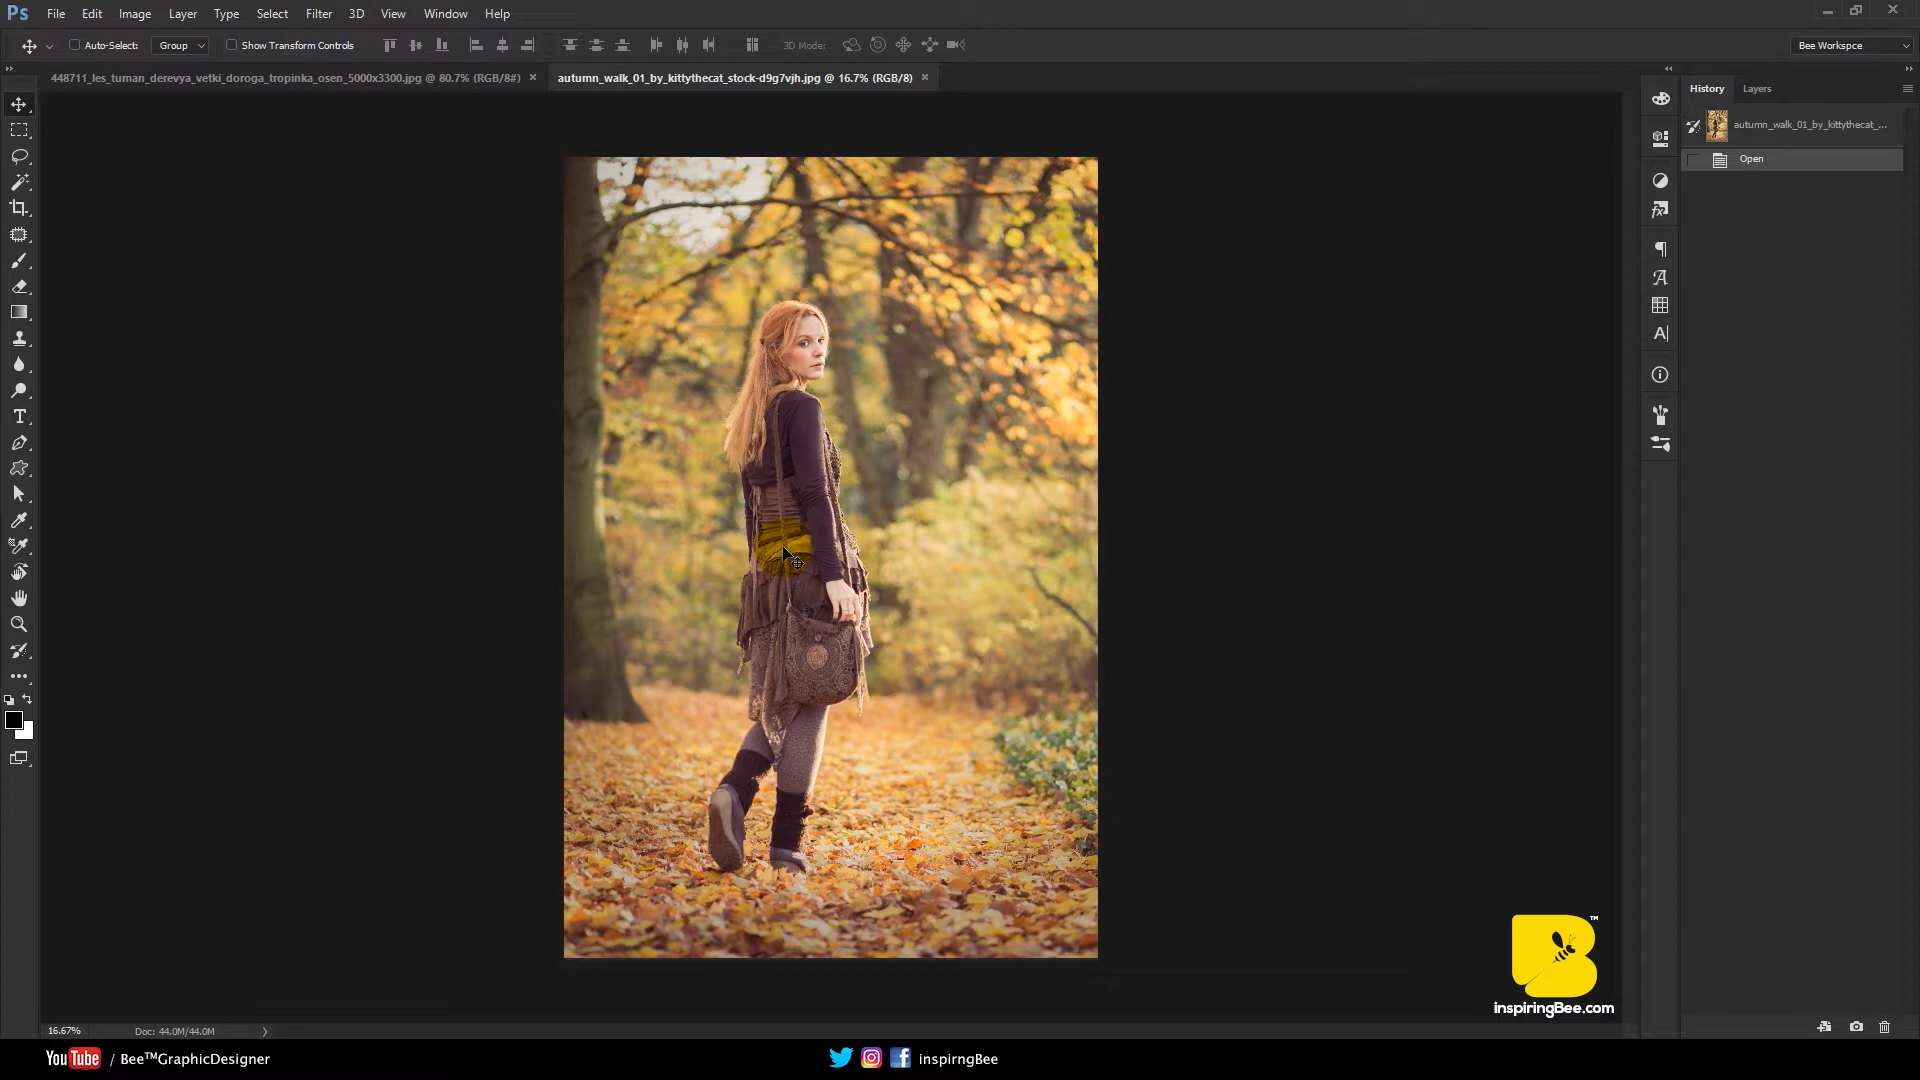 Ps File Edit Image Layer Type Select Filter 3D View Window Help
Auto-Select: Group Show Transform Controls 3D Mode: Bee Workspce
448711_les_tuman_derevya_vetki_doroga_tropinka_osen_5000x3300.jpg @ 80.7% (RGB/8#) × autumn_walk_01_by_kittythecat_stock-d9g7vjh.jpg @ 16.7% (RGB/8) ×
History Layers
autumn_walk_01_by_kittythecat_...
Open
B™
inspiringBee.com
16.67% Doc: 44.0M/44.0M
YouTube / Bee™GraphicDesigner inspirngBee